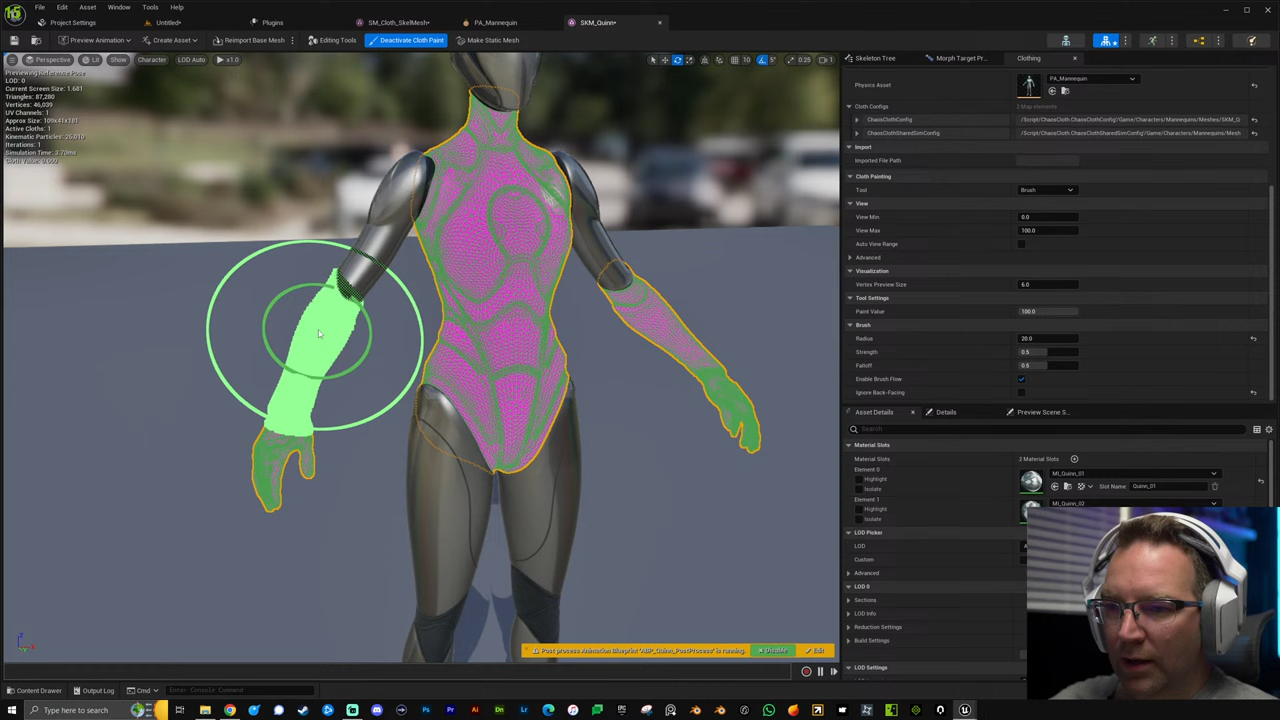 File Edit Asset Window Tools Help
Project Settings Untitled* Plugins SM_Cloth_SkelMesh* PA_Mannequin SKM_Quinn*
Preview Animation Create Asset Reimport Base Mesh Editing Tools Deactivate Cloth Paint Make Static Mesh
Perspective Lit Show Character LOD Auto x1.0 10 5° 0.25 1
Previewing Reference Pose
LOD: 0
Current Screen Size: 1.681
Triangles: 87,280
Vertices: 46,039
UV Channels: 1
Approx Size: 109x41x181
Active Cloths: 1
Kinematic Particles: 26,010
Iterations: 1
Simulation Time: 3.70ms
Cloth Value: 0.000
Post process Animation Blueprint 'ABP_Quinn_PostProcess' is running. Disable Edit
Skeleton Tree Morph Target Pr... Clothing
Physics Asset PA_Mannequin
Cloth Configs 2 Map elements
ChaosClothConfig /Script/ChaosCloth.ChaosClothConfig'/Game/Characters/Mannequins/Meshes/SKM_Q
ChaosClothSharedSimConfig /Script/ChaosCloth.ChaosClothSharedSimConfig'/Game/Characters/Mannequins/Mesh
Import
Imported File Path
Cloth Painting
Tool Brush
View
View Min 0.0
View Max 100.0
Auto View Range
Advanced
Visualization
Vertex Preview Size 6.0
Tool Settings
Paint Value 100.0
Brush
Radius 20.0
Strength 0.5
Falloff 0.5
Enable Brush Flow
Ignore Back-Facing
Asset Details Details Preview Scene S...
Search
Material Slots
Material Slots 2 Material Slots
Element 0 MI_Quinn_01
Highlight
Isolate Slot Name Quinn_01
Element 1 MI_Quinn_02
Highlight
Isolate
LOD Picker
LOD
Custom
Advanced
LOD 0
Sections
LOD Info
Reduction Settings
Build Settings
LOD Settings
Content Drawer Output Log Cmd Enter Console Command
Type here to search